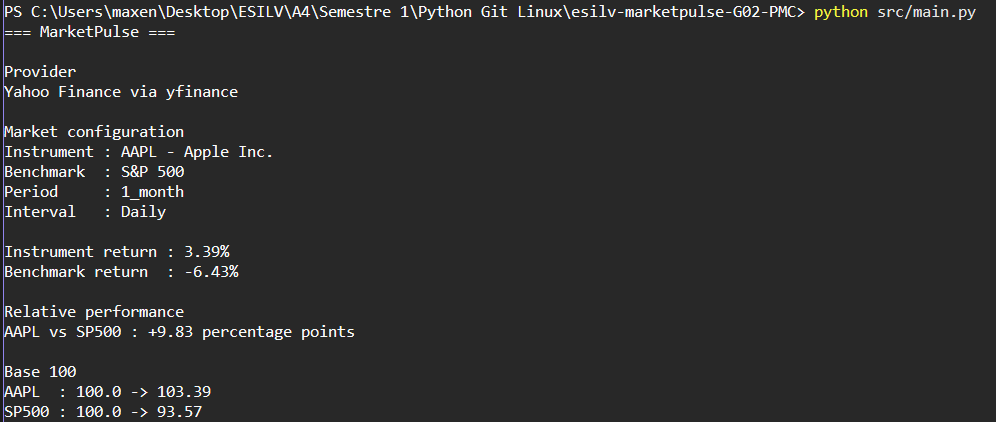 PS C:\Users\maxen\Desktop\ESILV\A4\Semestre 1\Python Git Linux\esilv-marketpulse-G02-PMC> python src/main.py
=== MarketPulse ===
Provider
Yahoo Finance via yfinance
Market configuration
Instrument : AAPL - Apple Inc.
Benchmark  : S&P 500
Period     : 1_month
Interval   : Daily
Instrument return : 3.39%
Benchmark return  : -6.43%
Relative performance
AAPL vs SP500 : +9.83 percentage points
Base 100
AAPL  : 100.0 -> 103.39
SP500 : 100.0 -> 93.57